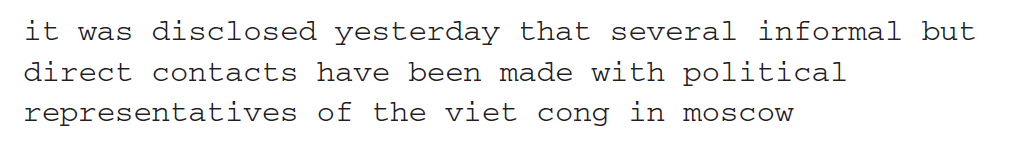 it was disclosed yesterday that several informal but
direct contacts have been made with political
representatives of the viet cong in moscow